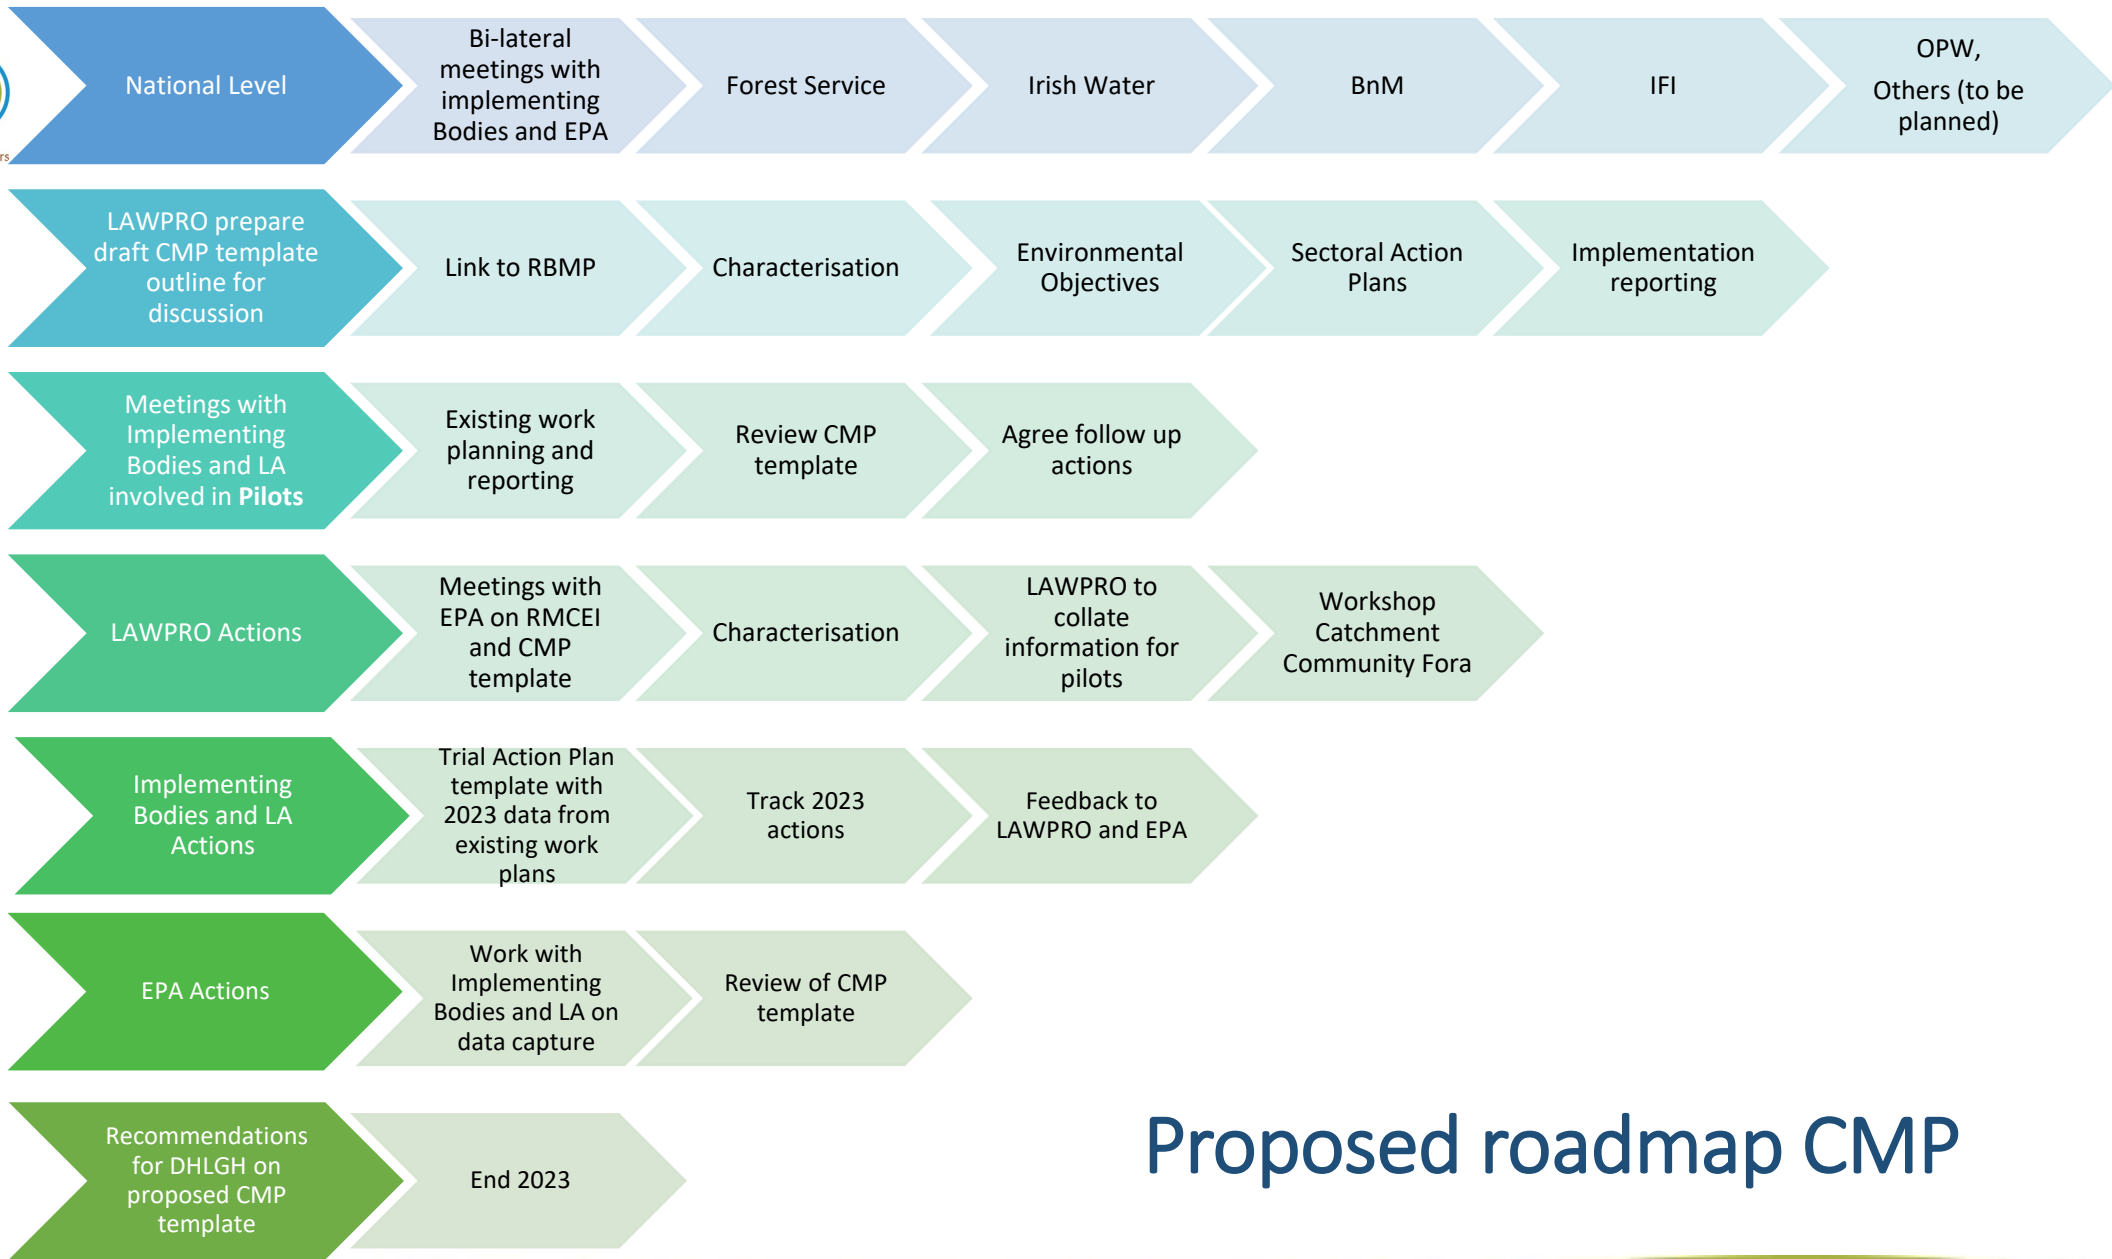 National Level
Bi-lateral
meetings with
implementing
Bodies and EPA
Forest Service
Irish Water
BnM
IFI
OPW,
Others (to be
planned)
rs
LAWPRO prepare
draft CMP template
outline for
discussion
Link to RBMP
Characterisation
Environmental
Objectives
Sectoral Action
Plans
Implementation
reporting
Meetings with
Implementing
Bodies and LA
involved in Pilots
Existing work
planning and
reporting
Review CMP
template
Agree follow up
actions
LAWPRO Actions
Meetings with
EPA on RMCEI
and CMP
template
Characterisation
LAWPRO to
collate
information for
pilots
Workshop
Catchment
Community Fora
Implementing
Bodies and LA
Actions
Trial Action Plan
template with
2023 data from
existing work
plans
Track 2023
actions
Feedback to
LAWPRO and EPA
EPA Actions
Work with
Implementing
Bodies and LA on
data capture
Review of CMP
template
Recommendations
for DHLGH on
proposed CMP
template
End 2023
Proposed roadmap CMP